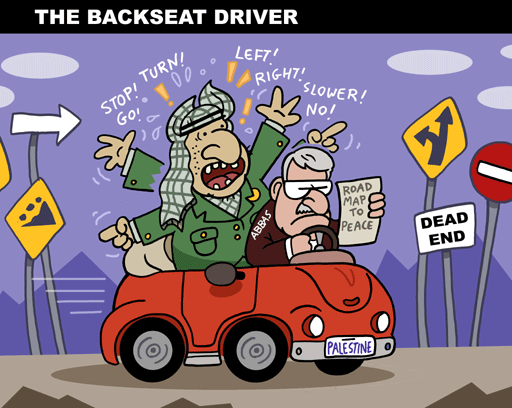 THE BACKSEAT DRIVER
STOP!
GO!
TURN!
LEFT!
RIGHT!
SLOWER!
NO!
ABBAS
ROAD
MAP
TO
PEACE
DEAD
END
PALESTINE